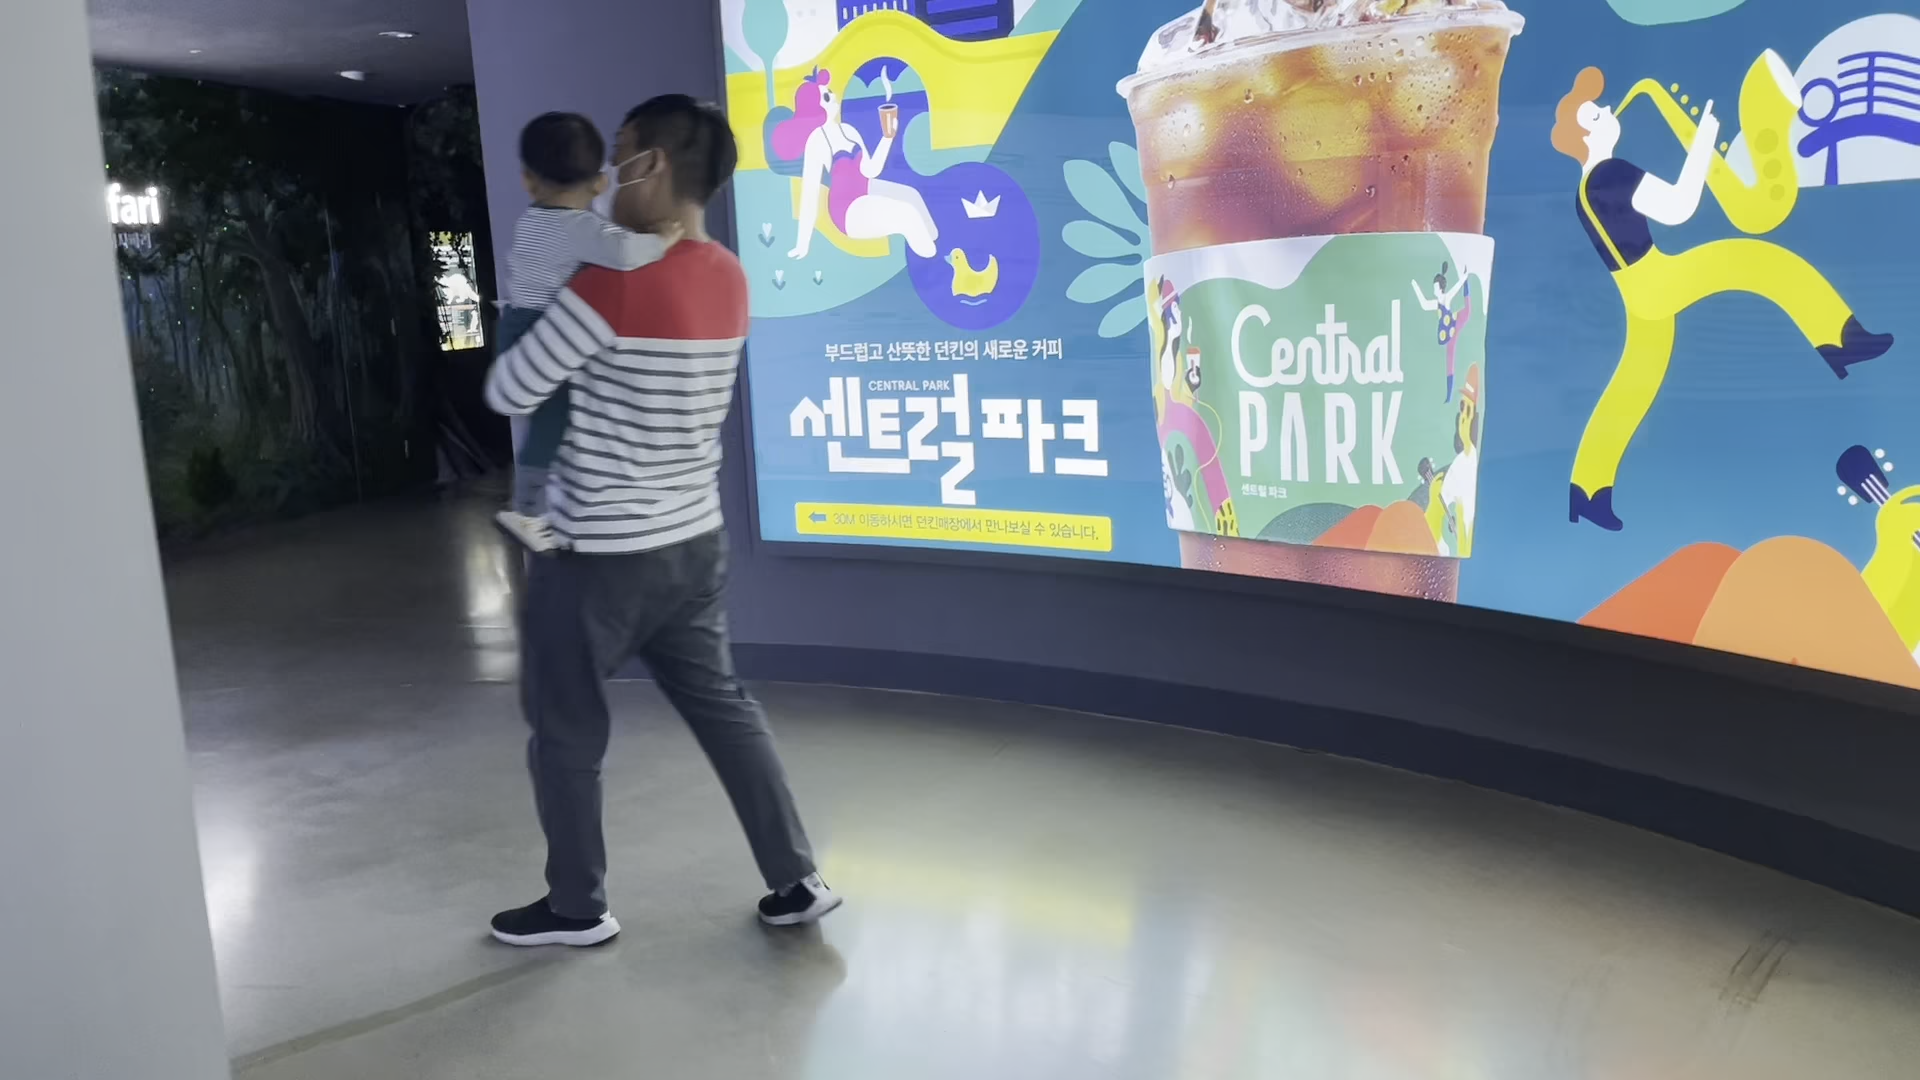 fari
부드럽고 산뜻한 던킨의 새로운 커피
CENTRAL PARK
센트럴 파크
30M 이동하시면 던킨매장에서 만나보실 수 있습니다.
Central
PARK
센트럴 파크